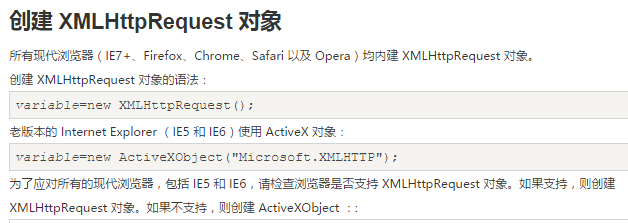 创建 XMLHttpRequest 对象
所有现代浏览器（IE7+、Firefox、Chrome、Safari 以及 Opera）均内建 XMLHttpRequest 对象。
创建 XMLHttpRequest 对象的语法：
variable=new XMLHttpRequest();
老版本的 Internet Explorer （IE5 和 IE6）使用 ActiveX 对象：
variable=new ActiveXObject("Microsoft.XMLHTTP");
为了应对所有的现代浏览器，包括 IE5 和 IE6，请检查浏览器是否支持 XMLHttpRequest 对象。如果支持，则创建
XMLHttpRequest 对象。如果不支持，则创建 ActiveXObject ：: